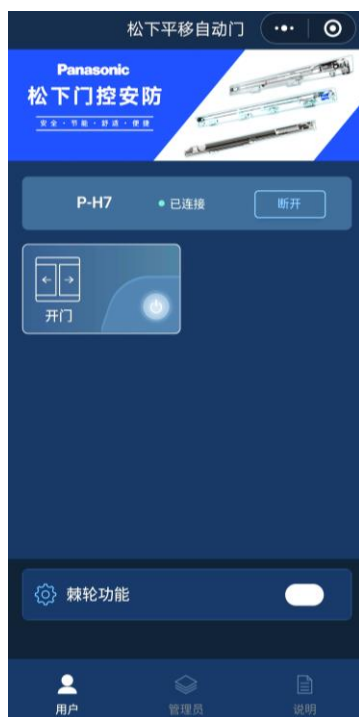 松下平移自动门
Panasonic
松下门控安防
安全·节能·舒适·便捷
P-H7
已连接
断开
开门
棘轮功能
用户
管理员
说明